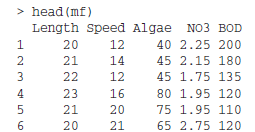 > head(mf)
  Length Speed Algae  NO3 BOD
1     20    12    40 2.25 200
2     21    14    45 2.15 180
3     22    12    45 1.75 135
4     23    16    80 1.95 120
5     21    20    75 1.95 110
6     20    21    65 2.75 120